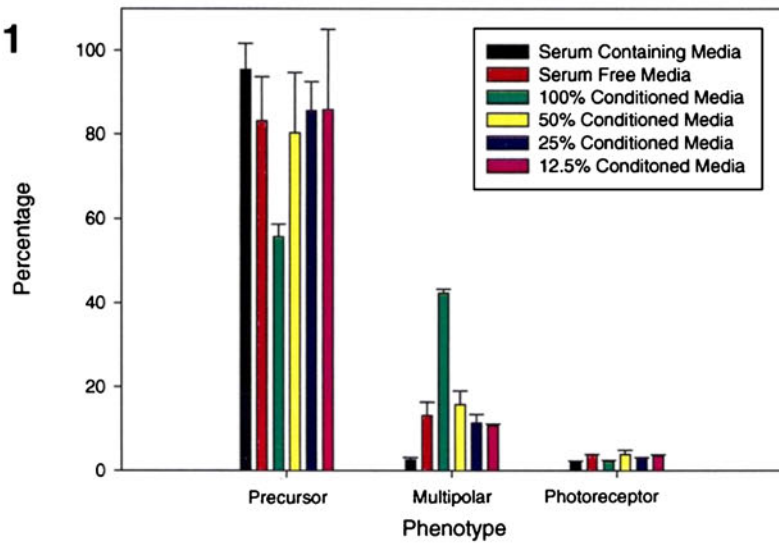 1
100
80
60
40
20
0
Percentage
Serum Containing Media
Serum Free Media
100% Conditioned Media
50% Conditioned Media
25% Conditioned Media
12.5% Conditoned Media
Precursor
Multipolar
Photoreceptor
Phenotype